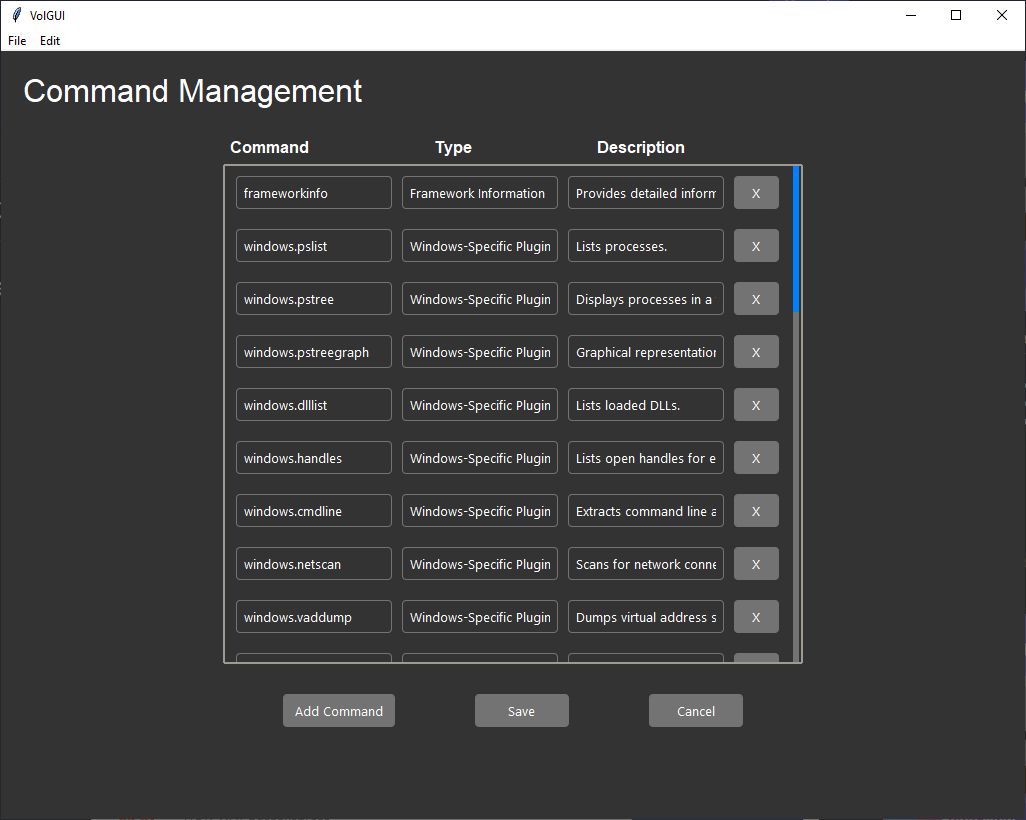 VolGUI
File Edit
Command Management
Command Type Description
frameworkinfo Framework Information Provides detailed inform X
windows.pslist Windows-Specific Plugin Lists processes. X
windows.pstree Windows-Specific Plugin Displays processes in a X
windows.pstreegraph Windows-Specific Plugin Graphical representation X
windows.dlllist Windows-Specific Plugin Lists loaded DLLs. X
windows.handles Windows-Specific Plugin Lists open handles for e X
windows.cmdline Windows-Specific Plugin Extracts command line a X
windows.netscan Windows-Specific Plugin Scans for network conne X
windows.vaddump Windows-Specific Plugin Dumps virtual address s X
Add Command Save Cancel